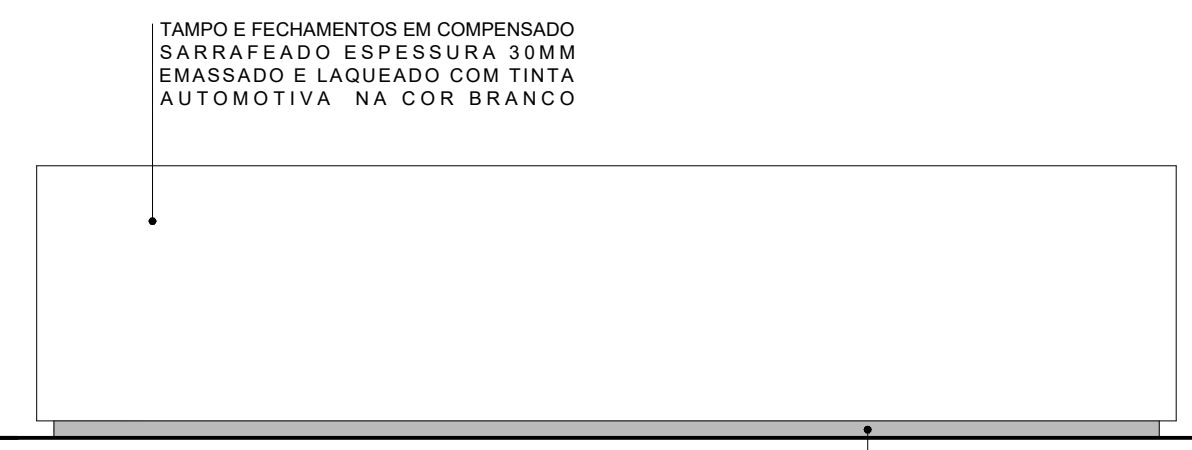 TAMPO E FECHAMENTOS EM COMPENSADO
SARRAFEADO ESPESSURA 30MM
EMASSADO E LAQUEADO COM TINTA
AUTOMOTIVA NA COR BRANCO